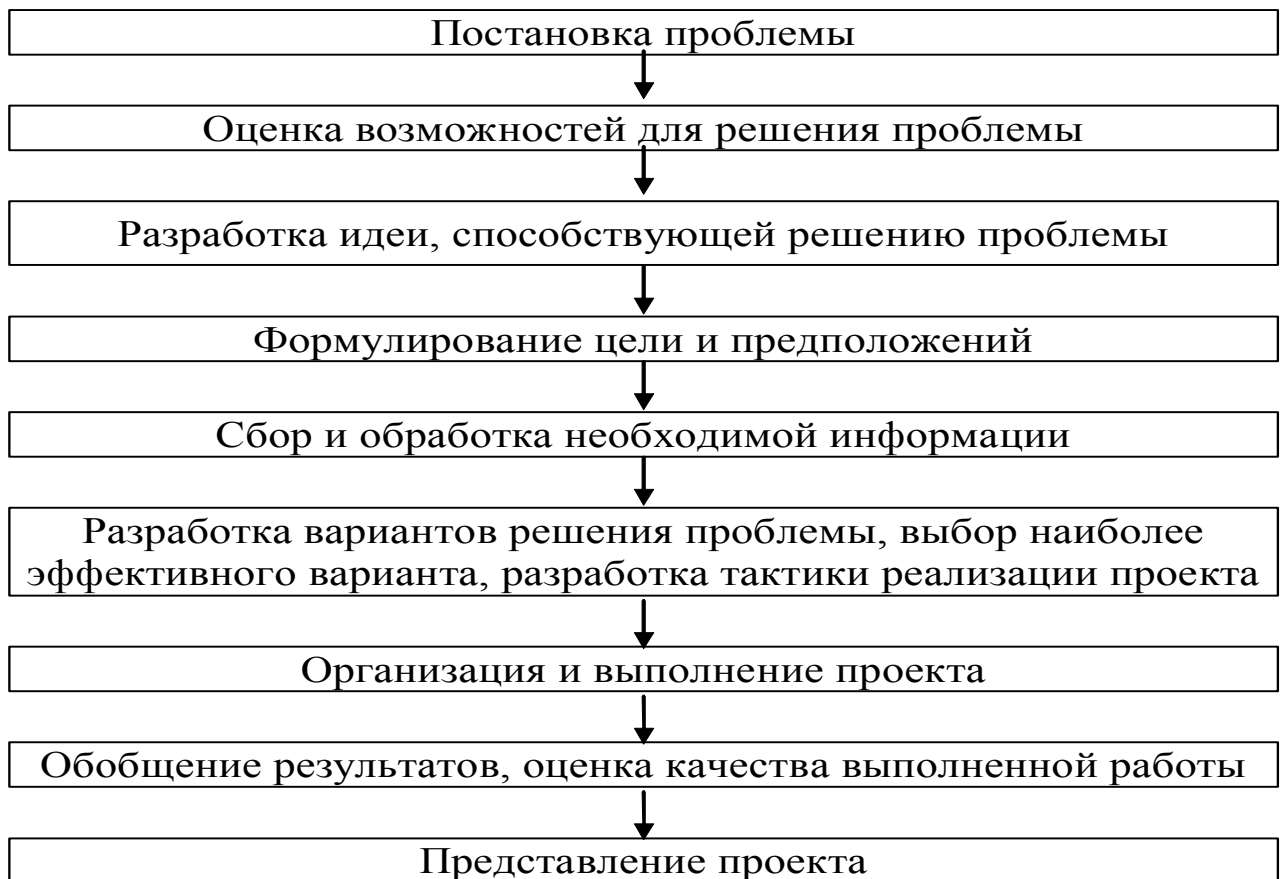 Постановка проблемы
Оценка возможностей для решения проблемы
Разработка идеи, способствующей решению проблемы
Формулирование цели и предположений
Сбор и обработка необходимой информации
Разработка вариантов решения проблемы, выбор наиболее
эффективного варианта, разработка тактики реализации проекта
Организация и выполнение проекта
Обобщение результатов, оценка качества выполненной работы
Представление проекта